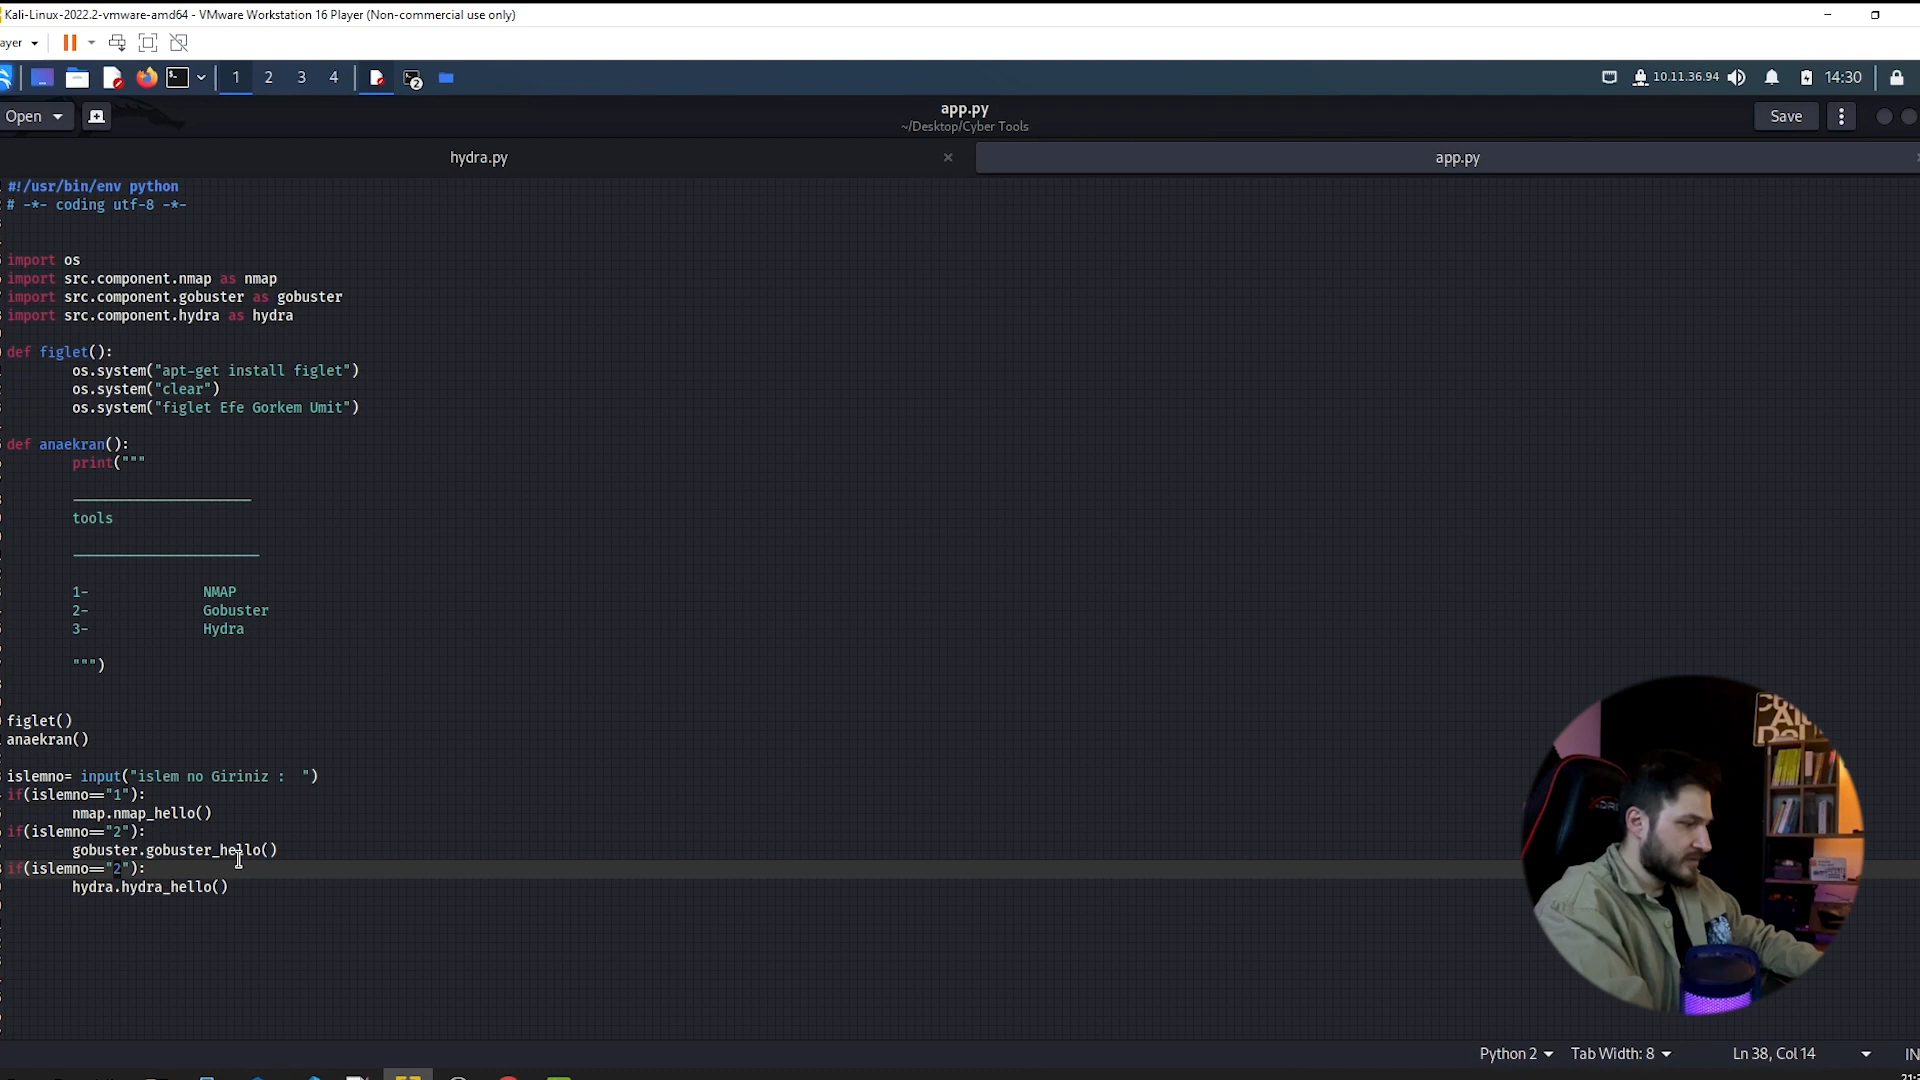 Kali-Linux-2022.2-vmware-amd64 - VMware Workstation 16 Player (Non-commercial use only)
ayer
1 2 3 4
10.11.36.94
14:30
Open
app.py
~/Desktop/Cyber Tools
Save
hydra.py
app.py
#!/usr/bin/env python
# -*- coding utf-8 -*-
import os
import src.component.nmap as nmap
import src.component.gobuster as gobuster
import src.component.hydra as hydra
def figlet():
os.system("apt-get install figlet")
os.system("clear")
os.system("figlet Efe Gorkem Umit")
def anaekran():
print("""
____________________
tools
____________________
1- NMAP
2- Gobuster
3- Hydra
""")
figlet()
anaekran()
islemno= input("islem no Giriniz :  ")
if(islemno=="1"):
nmap.nmap_hello()
if(islemno=="2"):
gobuster.gobuster_hello()
if(islemno=="2"):
hydra.hydra_hello()
Python 2
Tab Width: 8
Ln 38, Col 14
IN